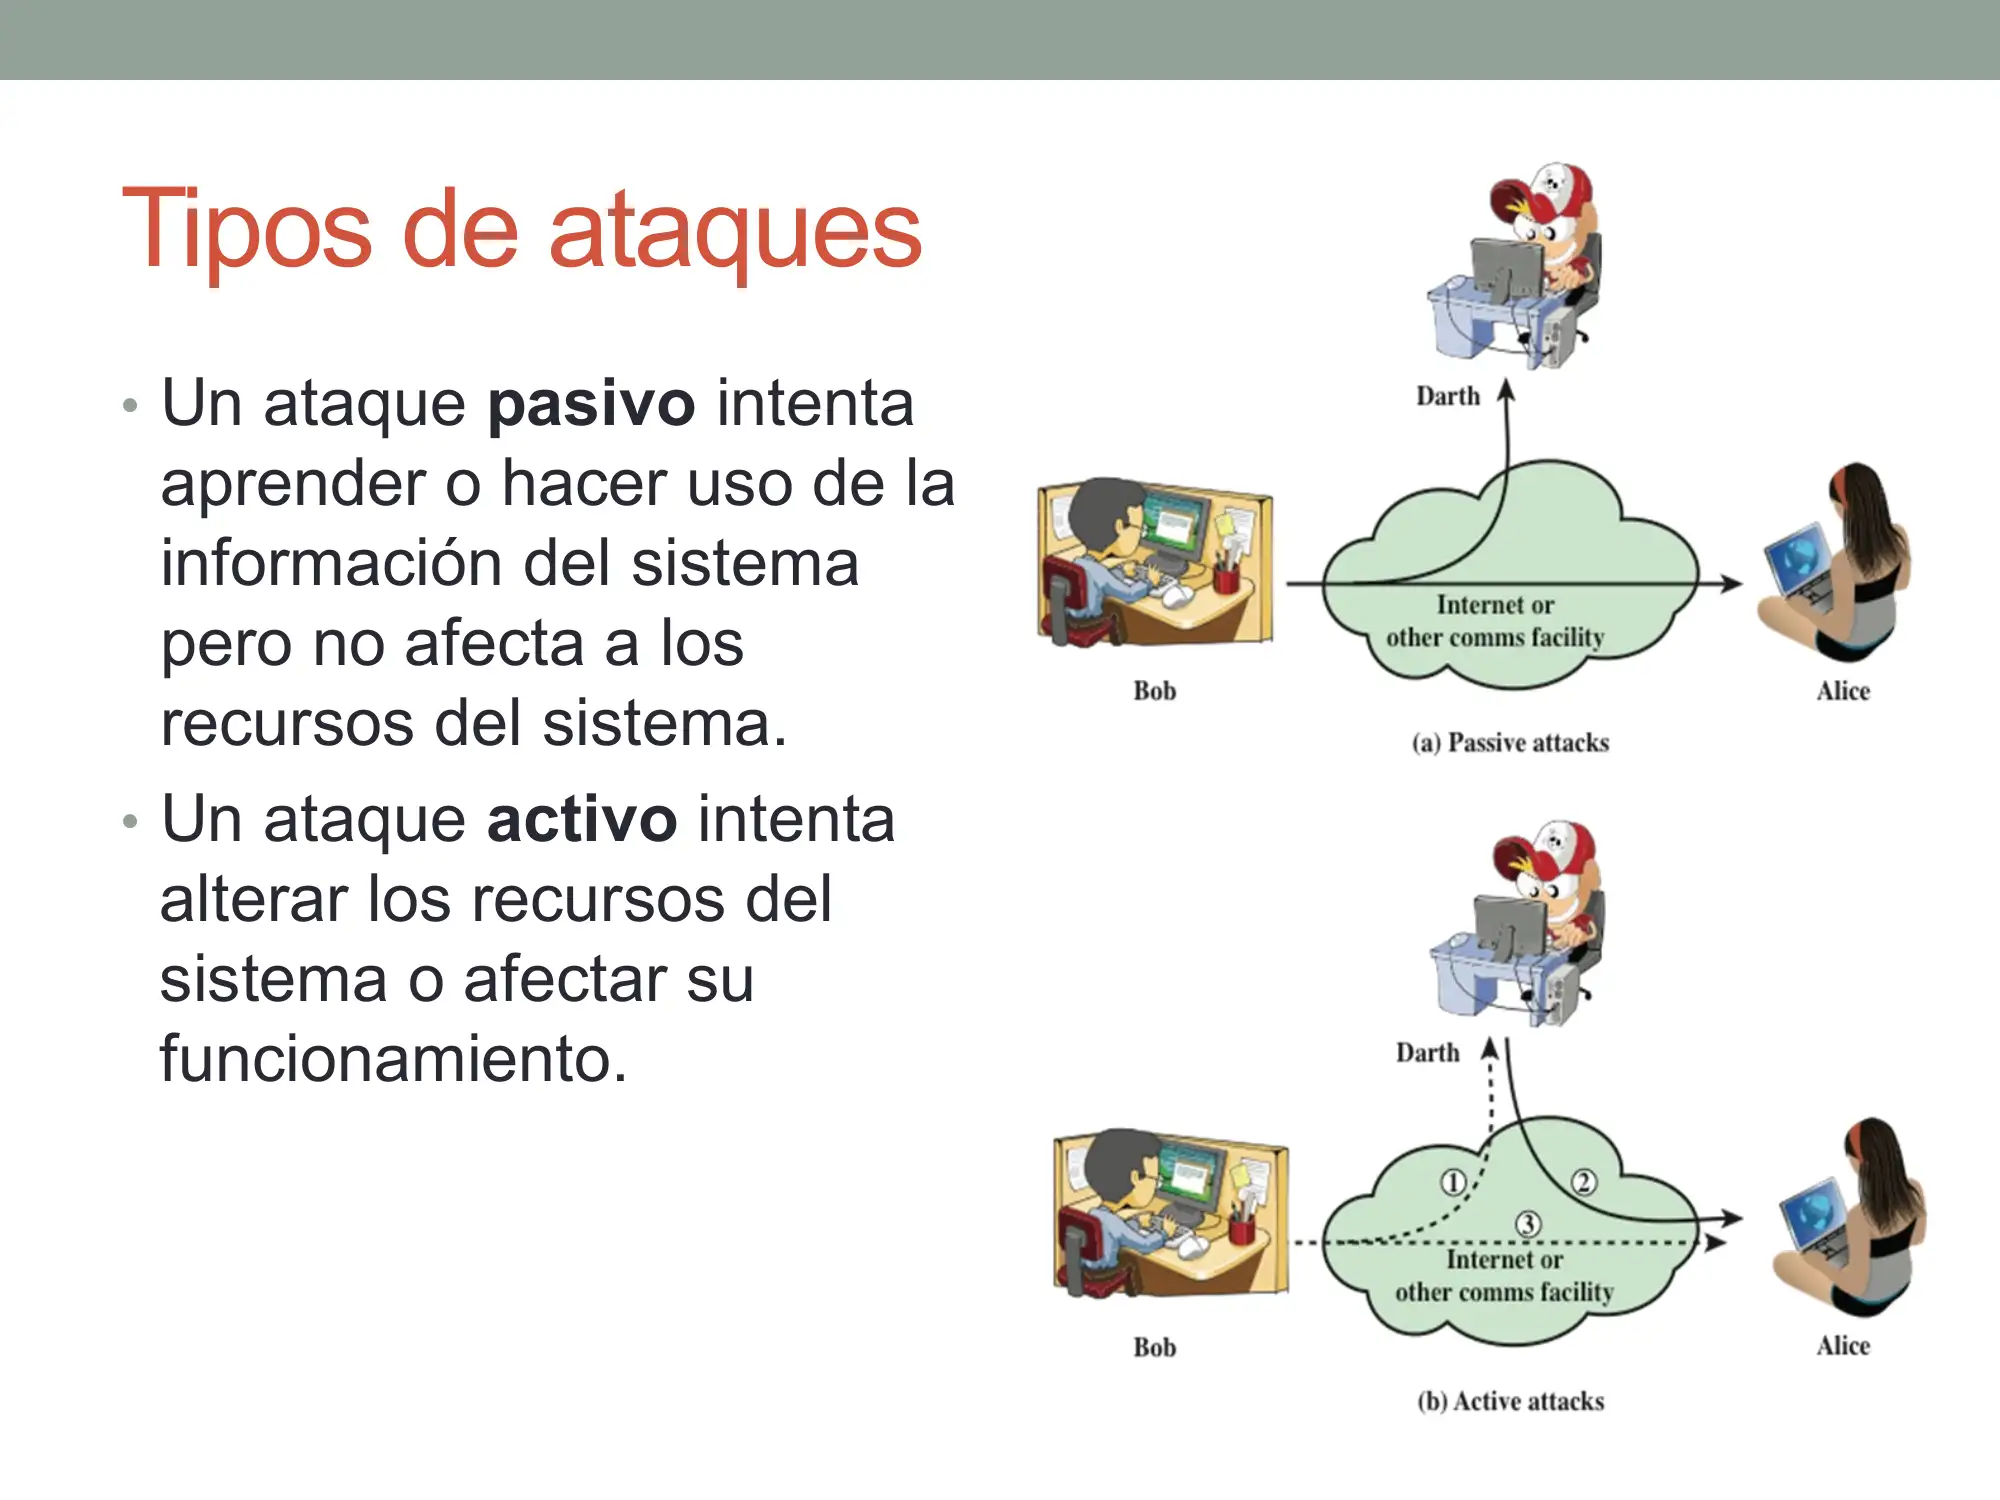 Tipos de ataques
• Un ataque pasivo intenta
aprender o hacer uso de la
información del sistema
pero no afecta a los
recursos del sistema.
• Un ataque activo intenta
alterar los recursos del
sistema o afectar su
funcionamiento.
Darth
Internet or
other comms facility
Bob
Alice
(a) Passive attacks
Darth
1
2
3
Internet or
other comms facility
Bob
Alice
(b) Active attacks